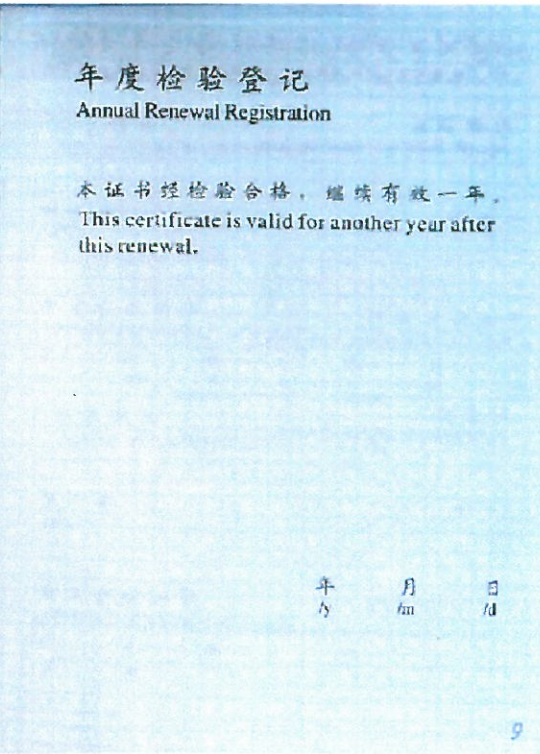 年度检验登记
Annual Renewal Registration
本证书经检验合格，继续有效一年。
This certificate is valid for another year after
this renewal.
年 月 日
/y /m /d
9